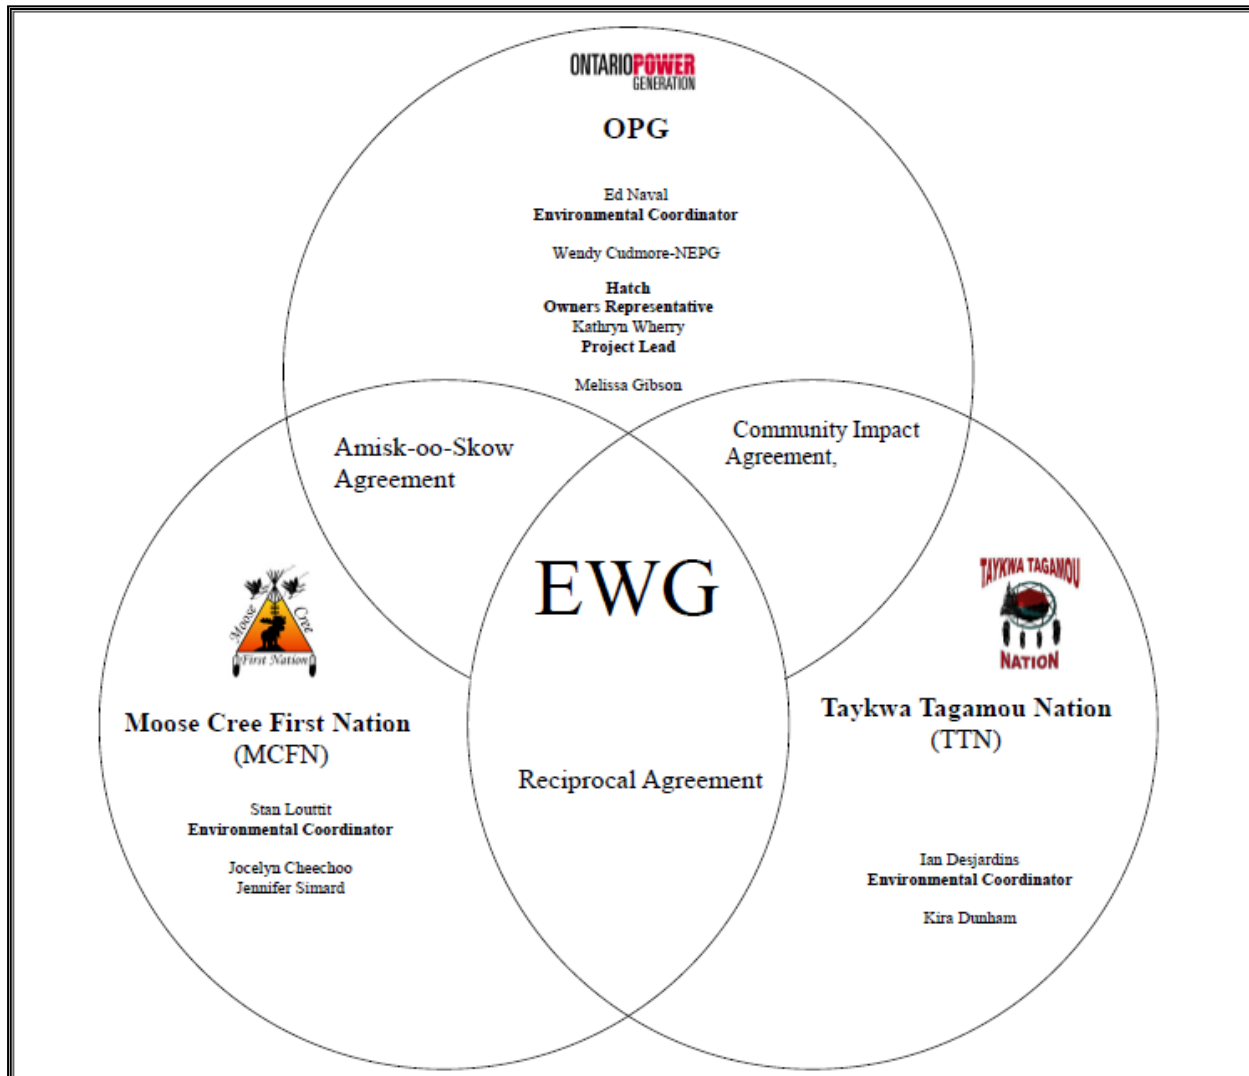 ONTARIOPOWER
GENERATION
OPG
Ed Naval
Environmental Coordinator
Wendy Cudmore-NEPG
Hatch
Owners Representative
Kathryn Wherry
Project Lead
Melissa Gibson
Amisk-oo-Skow
Agreement
Community Impact
Agreement,
EWG
Reciprocal Agreement
Moose Cree
First Nation
Moose Cree First Nation
(MCFN)
Stan Louttit
Environmental Coordinator
Jocelyn Cheechoo
Jennifer Simard
TAYKWA TAGAMOU
NATION
Taykwa Tagamou Nation
(TTN)
Ian Desjardins
Environmental Coordinator
Kira Dunham